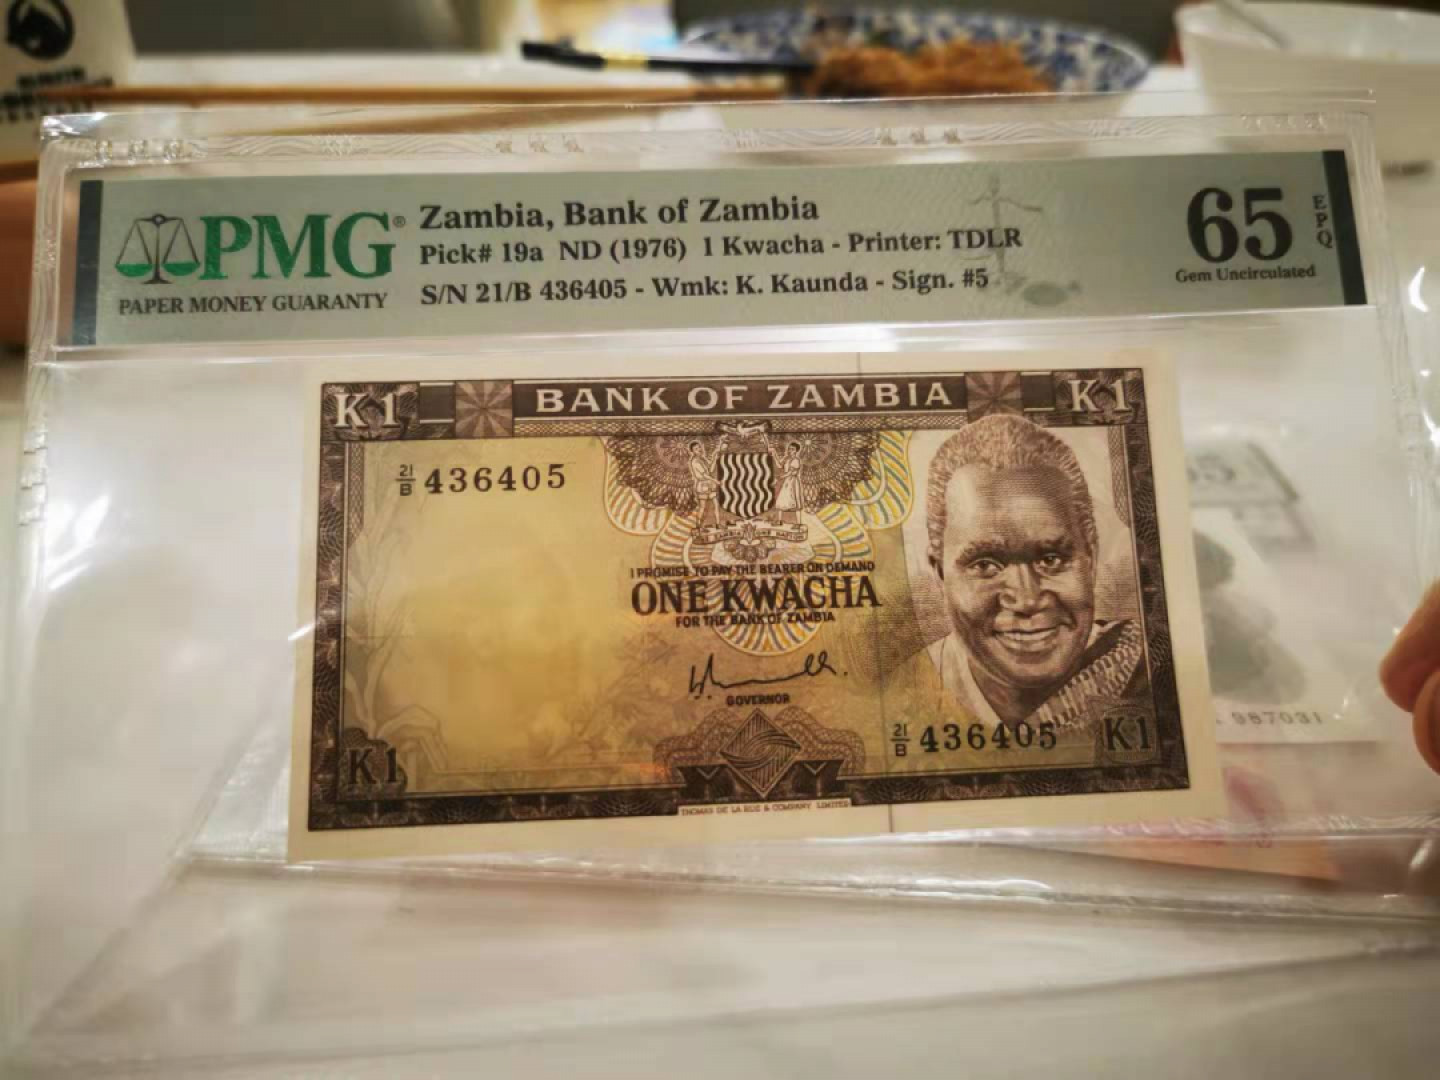 PMG®
PAPER MONEY GUARANTY
Zambia, Bank of Zambia
Pick# 19a ND (1976) 1 Kwacha - Printer: TDLR
S/N 21/B 436405 - Wmk: K. Kaunda - Sign. #5
65
EPQ
Gem Uncirculated
K1
BANK OF ZAMBIA
K1
21/B 436405
I PROMISE TO PAY THE BEARER ON DEMAND
ONE KWACHA
FOR THE BANK OF ZAMBIA
GOVERNOR
21/B 436405
K1
K1
THOMAS DE LA RUE & COMPANY LIMITED
987031